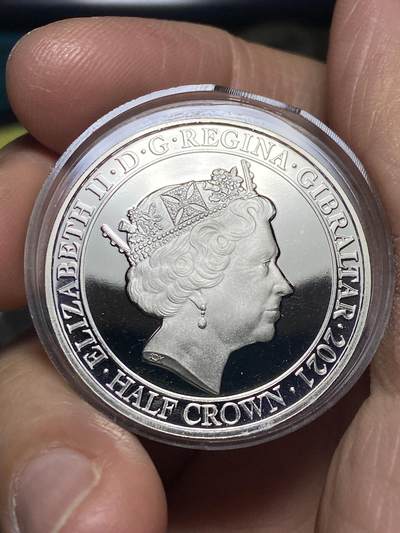 ·ELIZABETH II·D·G·REGINA·GIBRALTAR·2021·
HALF CROWN